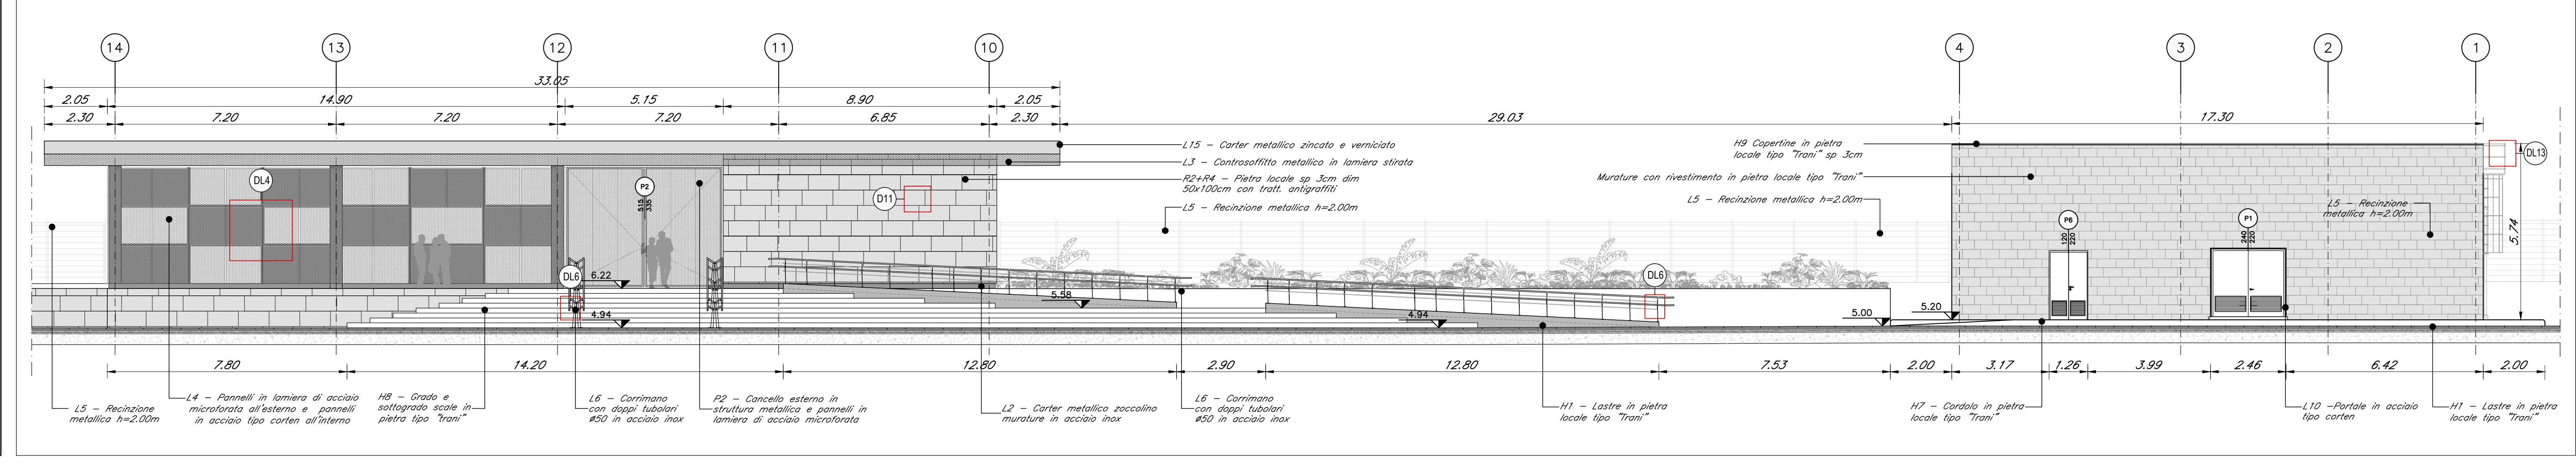 14 13 12 11 10 4 3 2 1
33.05
2.05 14.90 5.15 8.90 2.05
2.30 7.20 7.20 7.20 6.85 2.30 29.03 17.30
L15 - Carter metallico zincato e verniciato
L3 - Controsoffitto metallico in lamiera stirata
R2+R4 - Pietra locale sp 3cm dim
50x100cm con tratt. antigraffiti
L5 - Recinzione metallica h=2.00m
H9 Copertine in pietra
locale tipo "Trani" sp 3cm
Murature con rivestimento in pietra locale tipo "Trani"
L5 - Recinzione metallica h=2.00m
L5 - Recinzione
metallica h=2.00m
DL13
5.74
DL4
P2
515
335
D11
P6
120
220
P1
240
220
DL6
6.22
4.94
5.58
DL6
4.94
5.00
5.20
7.80 14.20 12.80 2.90 12.80 7.53 2.00 3.17 1.26 3.99 2.46 6.42 2.00
L5 - Recinzione
metallica h=2.00m
L4 - Pannelli in lamiera di acciaio
microforata all'esterno e pannelli
in acciaio tipo corten all'interno
H8 - Grado e
sottogrado scale in
pietra tipo "trani"
L6 - Corrimano
con doppi tubolari
ø50 in acciaio inox
P2 - Cancello esterno in
struttura metallica e pannelli in
lamiera di acciaio microforata
L2 - Carter metallico zoccolino
murature in acciaio inox
L6 - Corrimano
con doppi tubolari
ø50 in acciaio inox
H1 - Lastre in pietra
locale tipo "Trani"
H7 - Cordolo in pietra
locale tipo "Trani"
L10 -Portale in acciaio
tipo corten
H1 - Lastre in pietra
locale tipo "Trani"